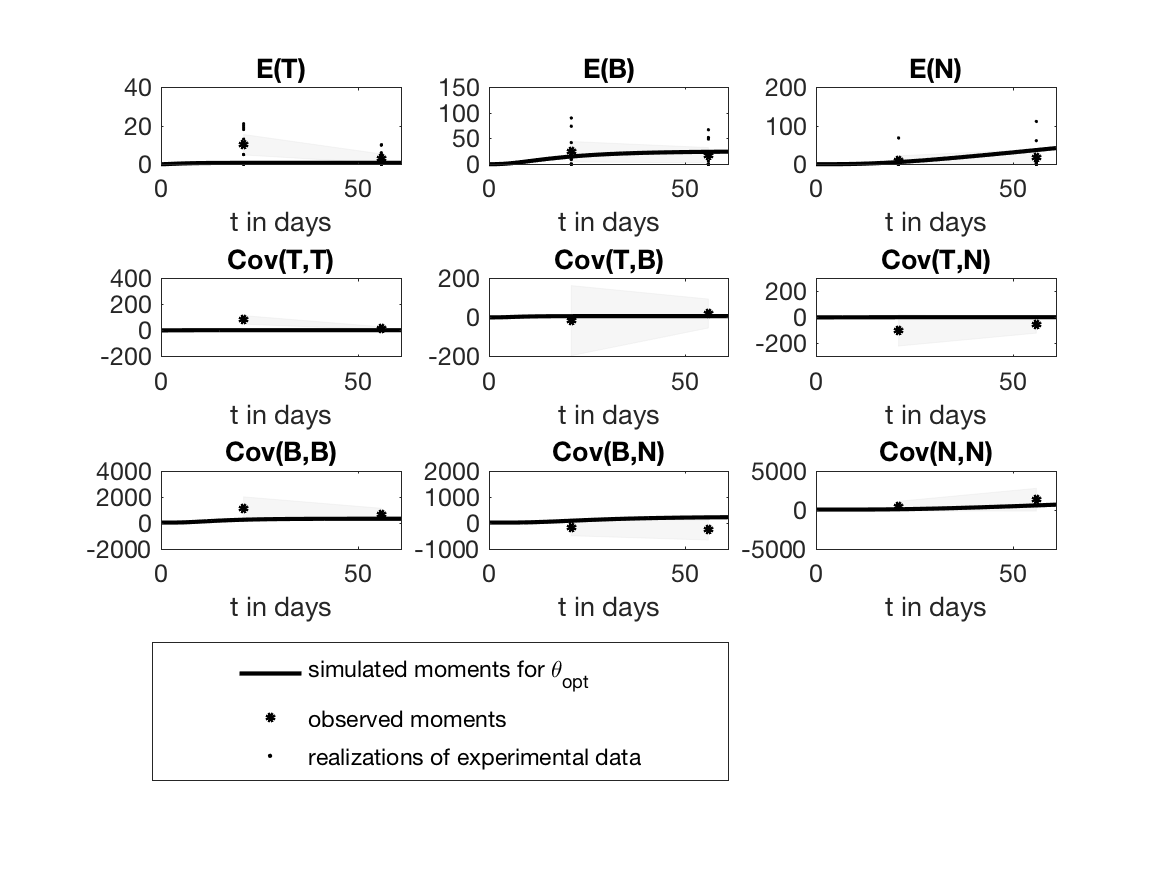 E(T) E(B) E(N)
40 150 200
100
20 100
50
0 0 0
0 50 0 50 0 50
t in days t in days t in days
Cov(T,T) Cov(T,B) Cov(T,N)
400 200 200
200
0 0 0
-200 -200 -200
0 50 0 50 0 50
t in days t in days t in days
Cov(B,B) Cov(B,N) Cov(N,N)
4000 2000 5000
2000 1000
0 0 0
-2000 -1000 -5000
0 50 0 50 0 50
t in days t in days t in days
simulated moments for θopt
observed moments
realizations of experimental data